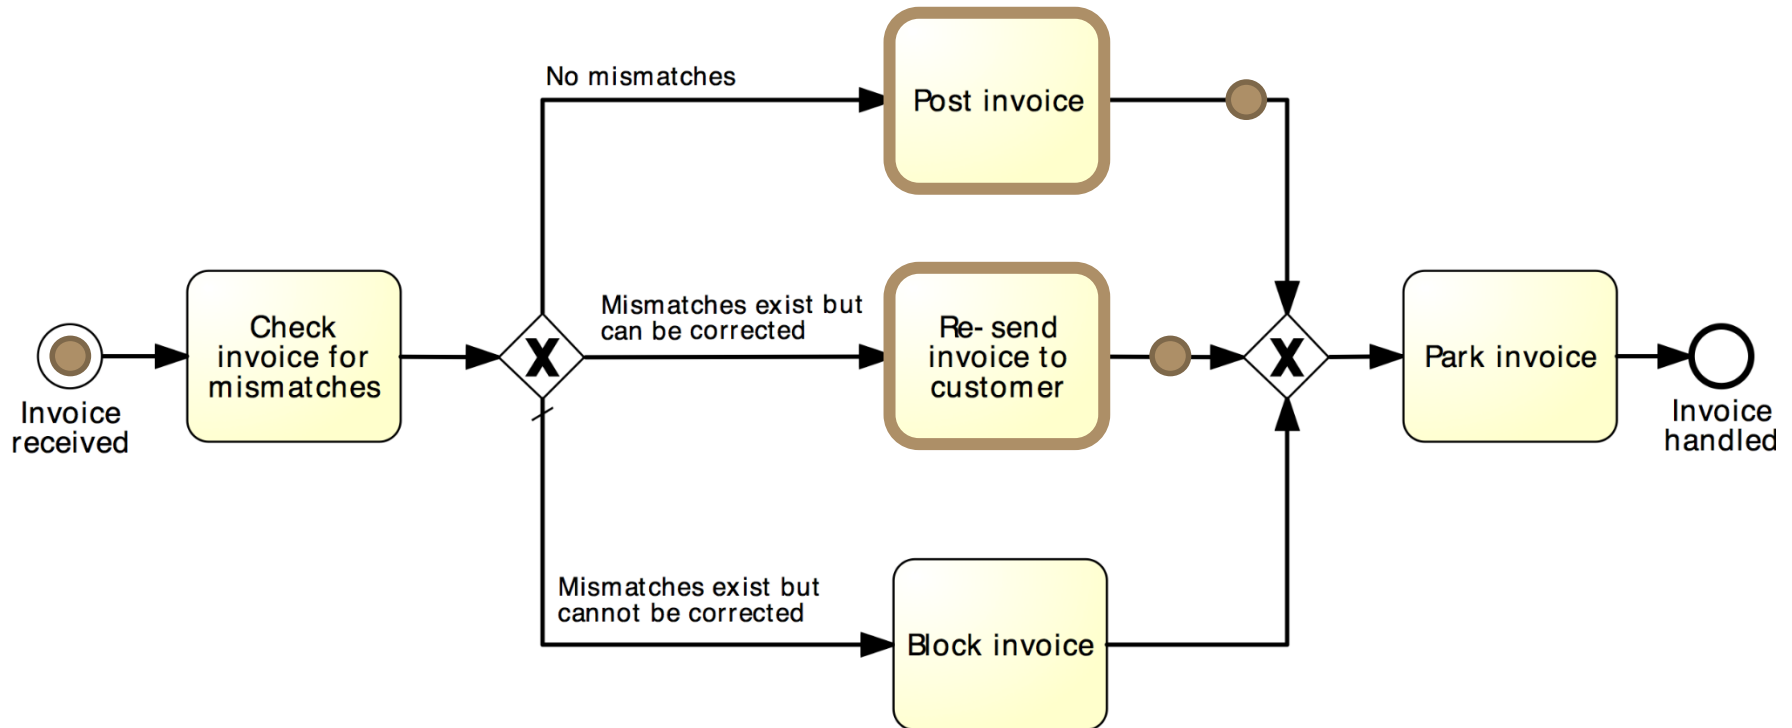 No mismatches
Post invoice
Mismatches exist but
can be corrected
Check
invoice for
mismatches
X
Re- send
invoice to
customer
X
Park invoice
Invoice
received
Invoice
handled
Mismatches exist but
cannot be corrected
Block invoice